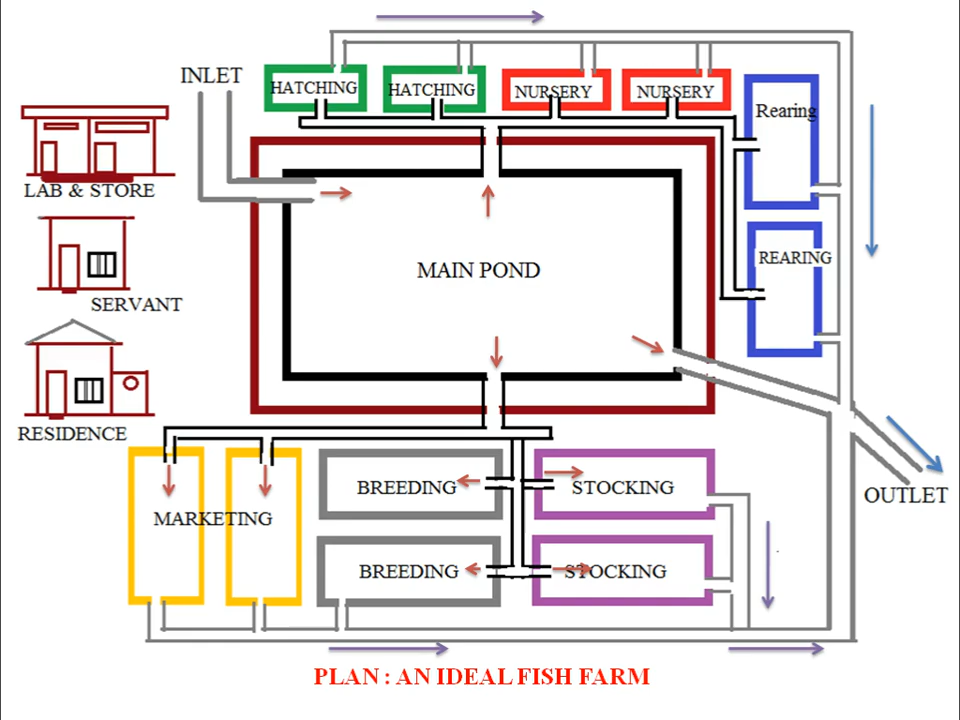 INLET
HATCHING
HATCHING
NURSERY
NURSERY
Rearing
LAB & STORE
REARING
MAIN POND
SERVANT
RESIDENCE
BREEDING
STOCKING
OUTLET
MARKETING
BREEDING
STOCKING
PLAN : AN IDEAL FISH FARM